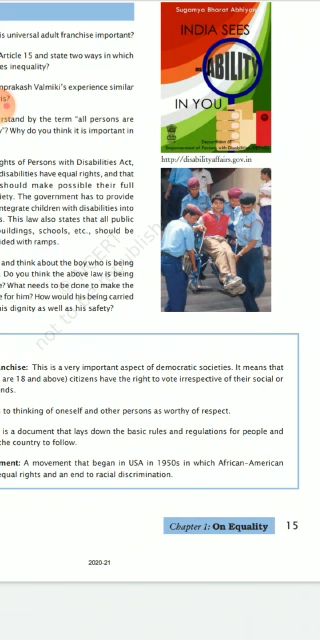 is universal adult franchise important?
Article 15 and state two ways in which
es inequality?
mprakash Valmiki's experience similar
is?
rstand by the term "all persons are
y"? Why do you think it is important in
ghts of Persons with Disabilities Act,
disabilities have equal rights, and that
should make possible their full
iety. The government has to provide
ntegrate children with disabilities into
s. This law also states that all public
buildings, schools, etc., should be
ided with ramps.
and think about the boy who is being
Do you think the above law is being
e? What needs to be done to make the
e for him? How would his being carried
his dignity as well as his safety?
Sugamya Bharat Abhiyan
INDIA SEES
ABILITY
IN YOU
http://disabilityaffairs.gov.in
not to
blish
nchise: This is a very important aspect of democratic societies. It means that
are 18 and above) citizens have the right to vote irrespective of their social or
nds.
to thinking of oneself and other persons as worthy of respect.
is a document that lays down the basic rules and regulations for people and
the country to follow.
ment: A movement that began in USA in 1950s in which African-American
equal rights and an end to racial discrimination.
Chapter 1: On Equality 15
2020-21